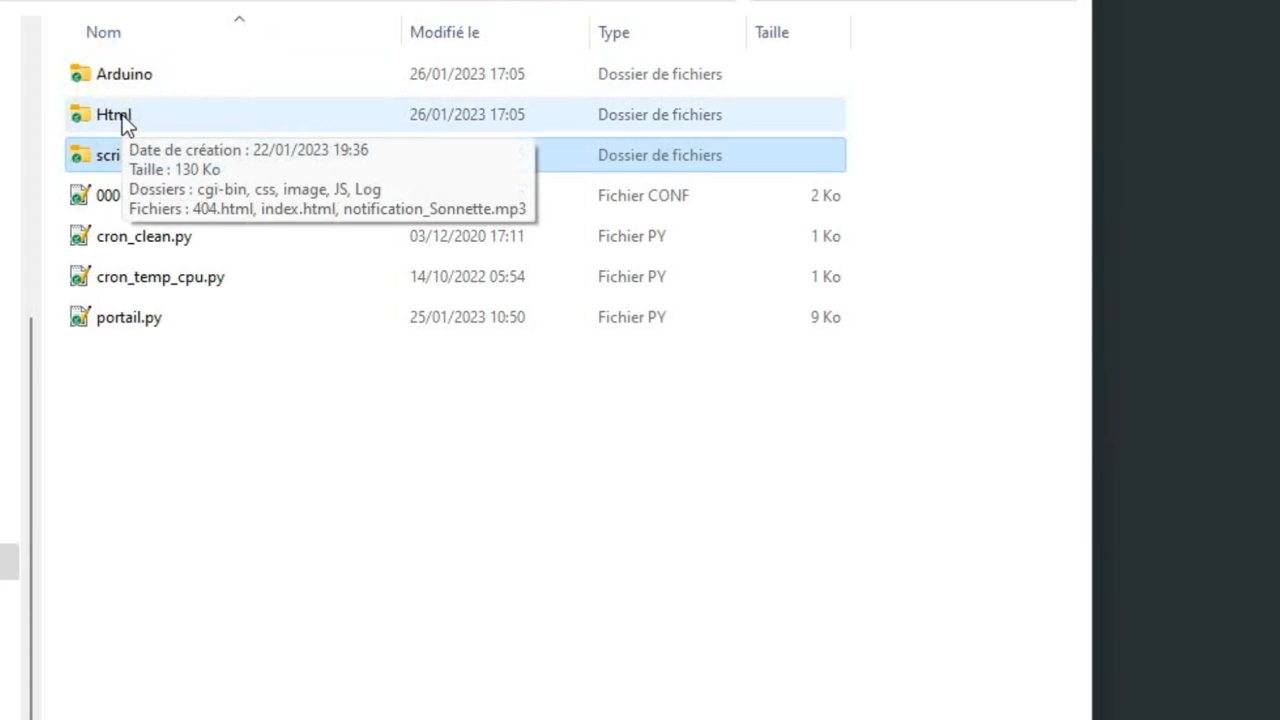 Nom Modifié le Type Taille
Arduino 26/01/2023 17:05 Dossier de fichiers
Html 26/01/2023 17:05 Dossier de fichiers
scri Dossier de fichiers
Date de création : 22/01/2023 19:36
Taille : 130 Ko
Dossiers : cgi-bin, css, image, JS, Log
Fichiers : 404.html, index.html, notification_Sonnette.mp3
000 Fichier CONF 2 Ko
cron_clean.py 03/12/2020 17:11 Fichier PY 1 Ko
cron_temp_cpu.py 14/10/2022 05:54 Fichier PY 1 Ko
portail.py 25/01/2023 10:50 Fichier PY 9 Ko